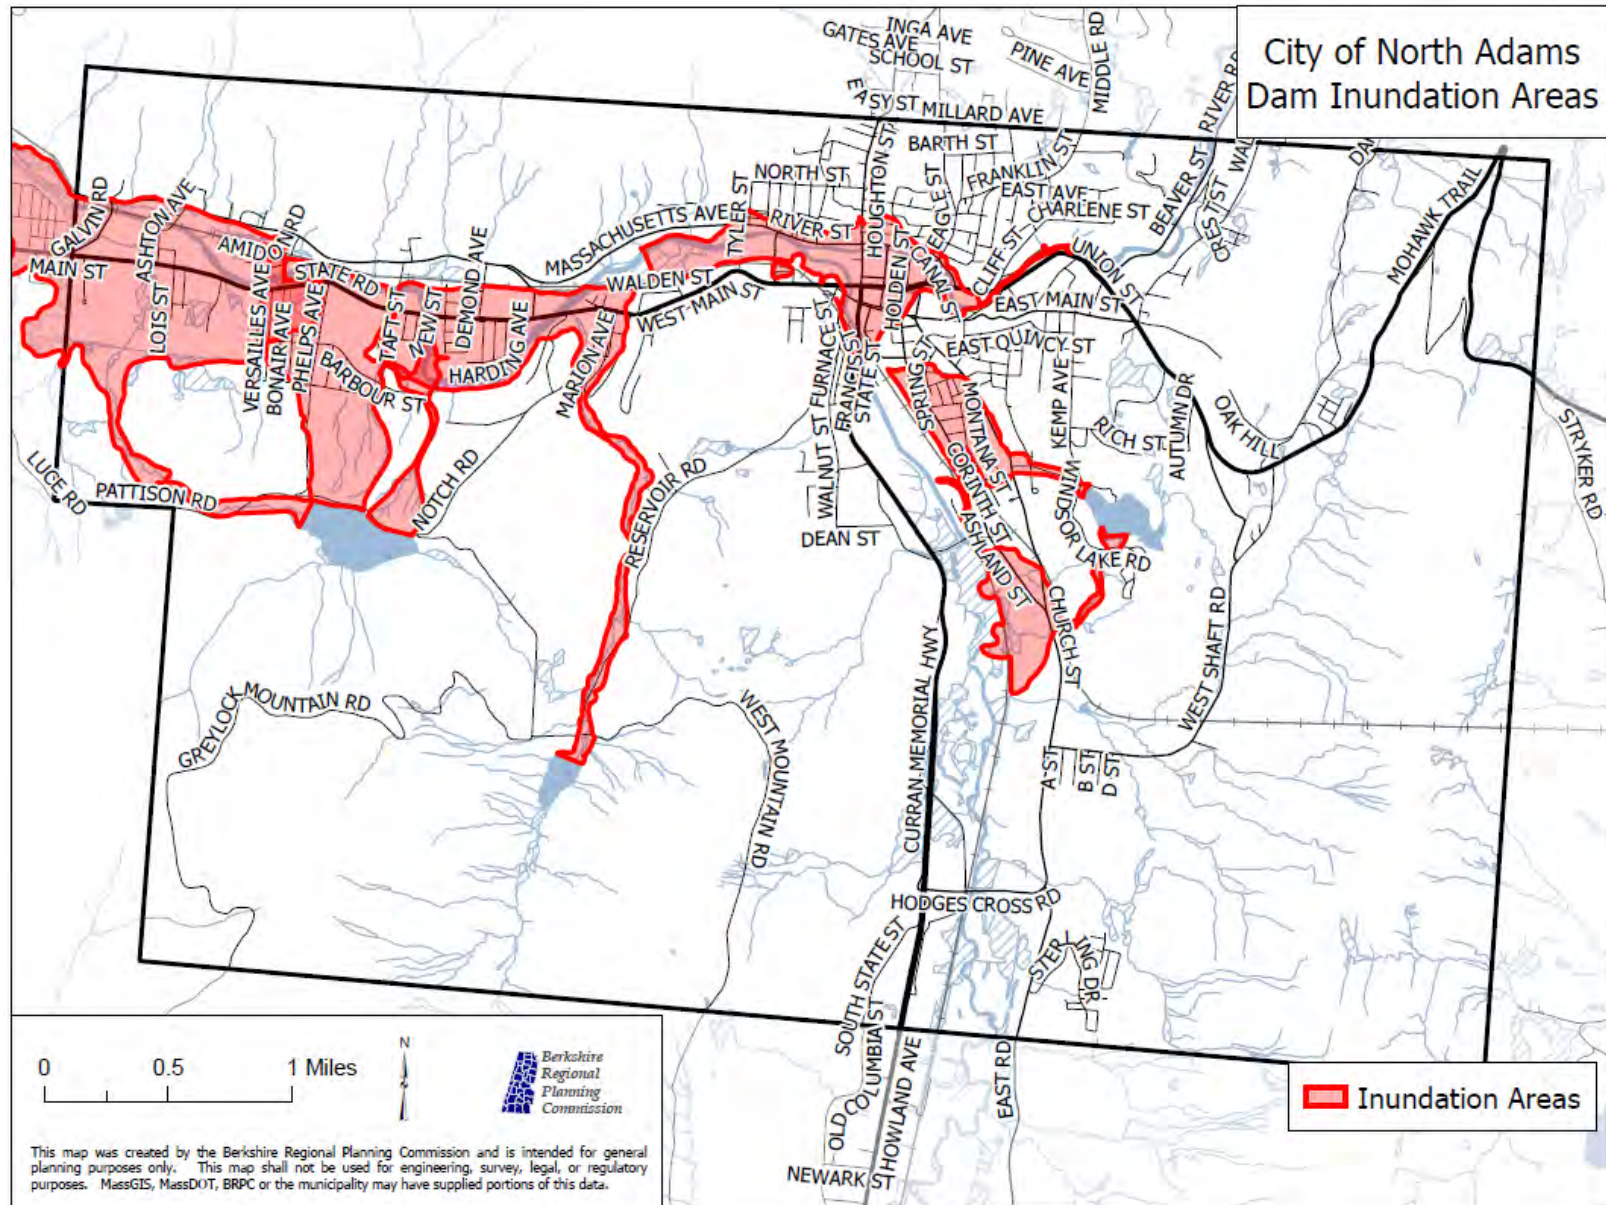 City of North Adams
Dam Inundation Areas
INGA AVE
GATES AVE
SCHOOL ST
PINE AVE
MIDDLE RD
EASY ST
MILLARD AVE
RIVER RD
BARTH ST
HOUGHTON ST
FRANKLIN ST
NORTH ST
EAGLE ST
EAST AVE
CHARLENE ST
BEAVER ST
CREST ST
MOHAWK TRAIL
TYLER ST
MASSACHUSETTS AVE
RIVER ST
HOLDEN ST
CANAL ST
CLIFF ST
UNION ST
GALVIN RD
ASHTON AVE
AMIDON RD
MAIN ST
STATE RD
DEMOND AVE
WALDEN ST
WEST MAIN ST
EAST MAIN ST
LOIS ST
VERSAILLES AVE
BONAIR AVE
PHELPS AVE
TAFT ST
NEW ST
HARDING AVE
MARION AVE
BARBOUR ST
WALNUT ST
FURNACE ST
FRANCIS ST
STATE ST
SPRING ST
EAST QUINCY ST
KEMP AVE
MONTANA ST
CORINTH ST
RICH ST
AUTUMN DR
OAK HILL
STRYKER RD
LUCE RD
PATTISON RD
NOTCH RD
RESERVOIR RD
DEAN ST
ASHLAND ST
WINDSOR LAKE RD
CHURCH ST
WEST SHAFT RD
GREYLOCK MOUNTAIN RD
WEST MOUNTAIN RD
CURRAN MEMORIAL HWY
A ST
B ST
D ST
HODGES CROSS RD
SOUTH STATE ST
STERLING DR
OLD COLUMBIA ST
HOWLAND AVE
EAST RD
NEWARK ST
0 0.5 1 Miles
N
Berkshire
Regional
Planning
Commission
This map was created by the Berkshire Regional Planning Commission and is intended for general
planning purposes only. This map shall not be used for engineering, survey, legal, or regulatory
purposes. MassGIS, MassDOT, BRPC or the municipality may have supplied portions of this data.
Inundation Areas